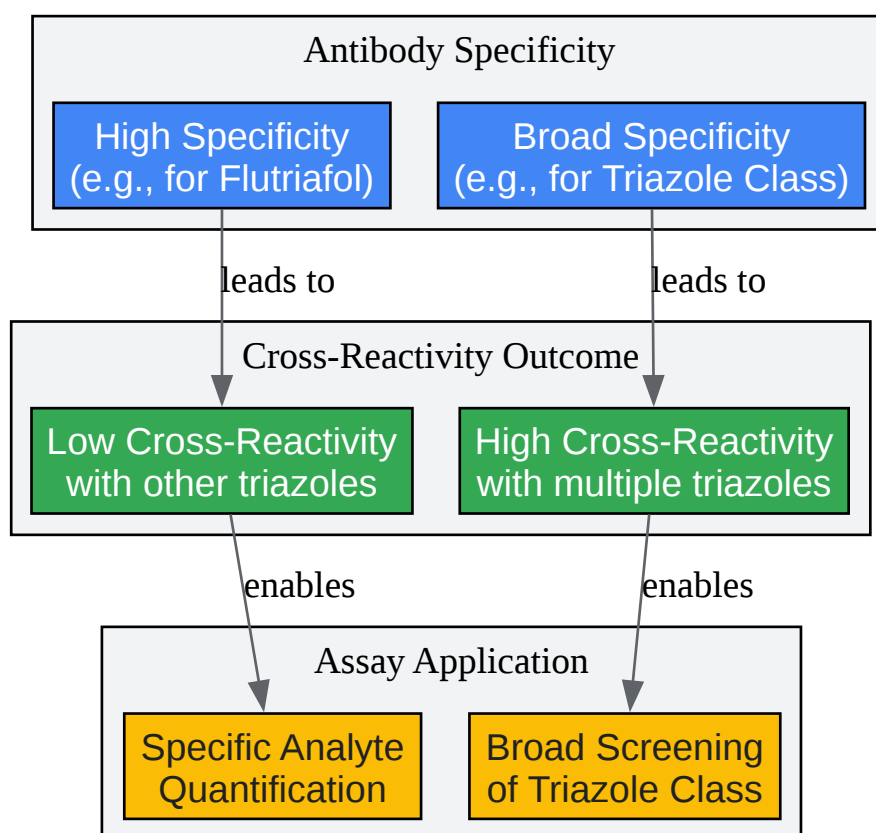 Antibody Specificity
High Specificity
(e.g., for Flutriafol)
Broad Specificity
(e.g., for Triazole Class)
leads to
leads to
Cross-Reactivity Outcome
Low Cross-Reactivity
with other triazoles
High Cross-Reactivity
with multiple triazoles
enables
enables
Assay Application
Specific Analyte
Quantification
Broad Screening
of Triazole Class